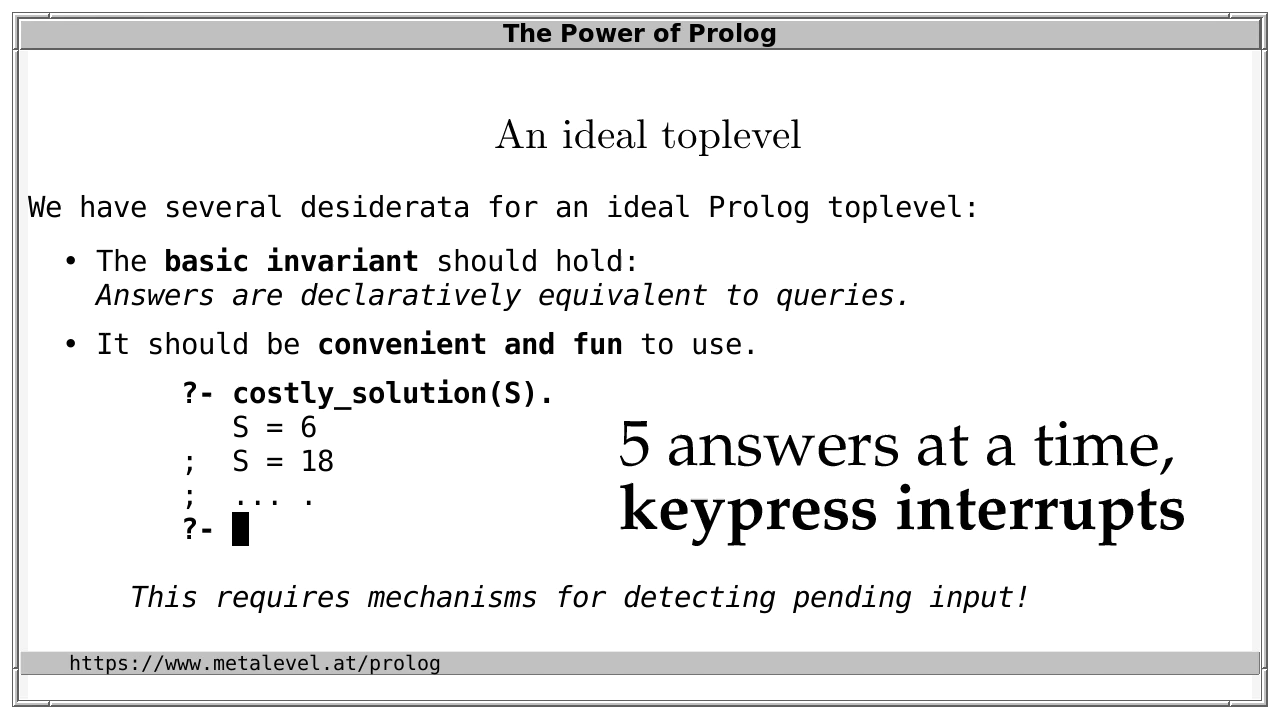 The Power of Prolog
An ideal toplevel
We have several desiderata for an ideal Prolog toplevel:
• The basic invariant should hold:
Answers are declaratively equivalent to queries.
• It should be convenient and fun to use.
?- costly_solution(S).
S = 6
; S = 18
; ... .
?-
5 answers at a time,
keypress interrupts
This requires mechanisms for detecting pending input!
https://www.metalevel.at/prolog